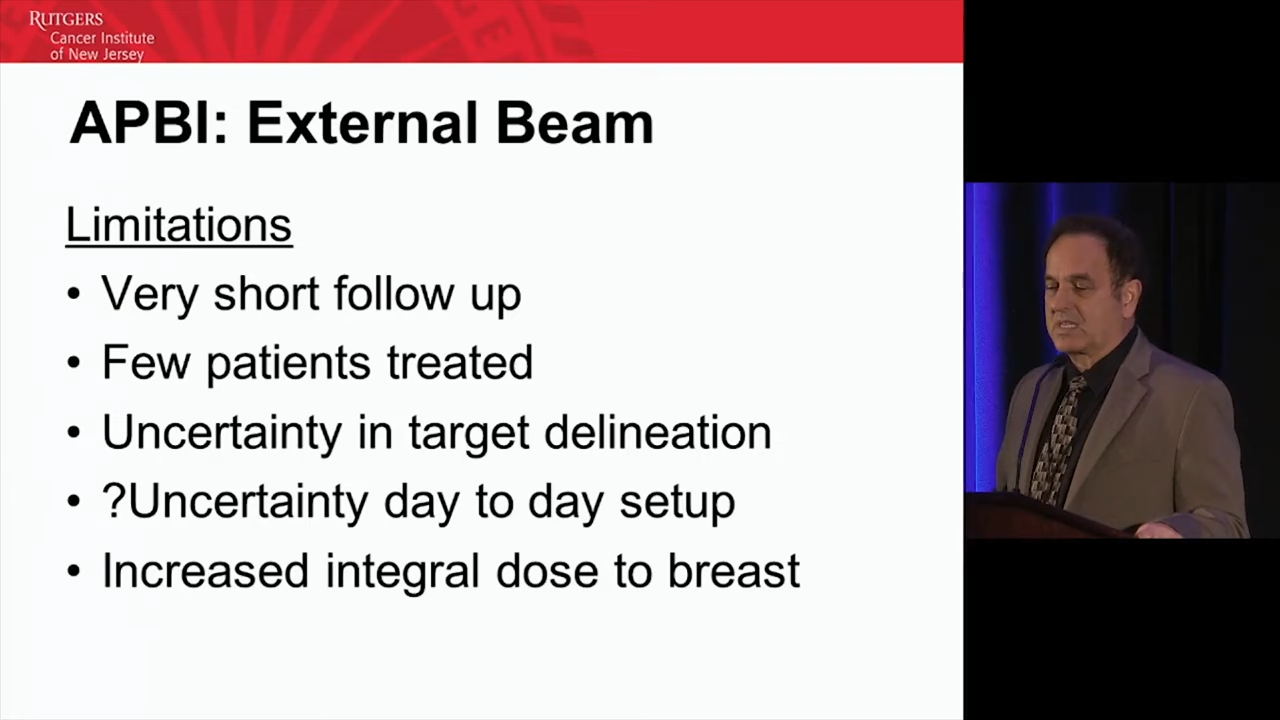 RUTGERS
Cancer Institute
of New Jersey
APBI: External Beam
Limitations
• Very short follow up
• Few patients treated
• Uncertainty in target delineation
• ?Uncertainty day to day setup
• Increased integral dose to breast